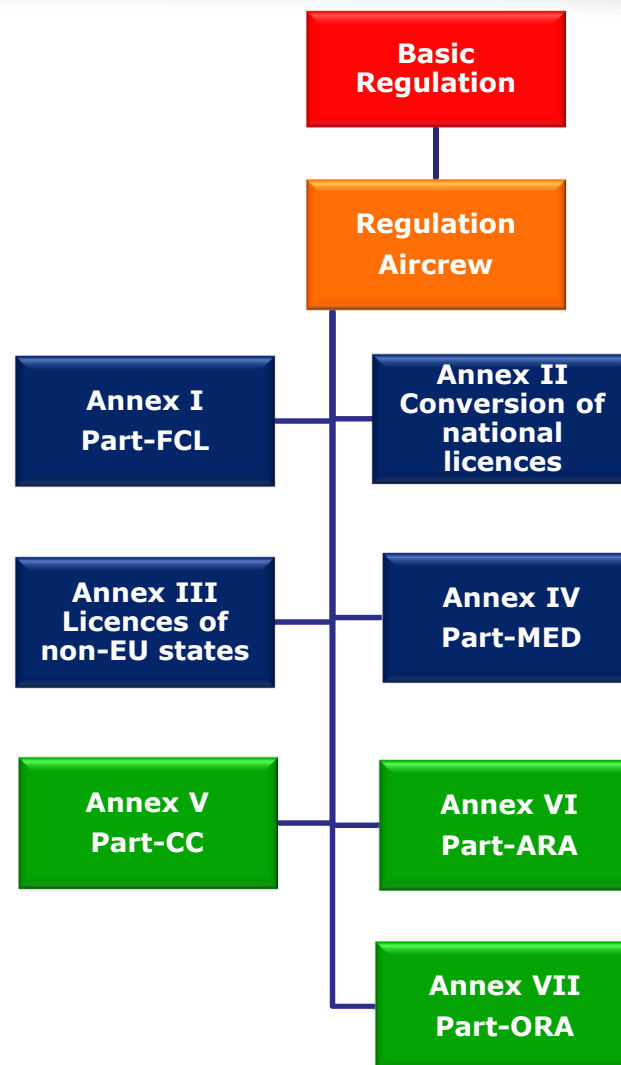 Basic
Regulation
Regulation
Aircrew
Annex I
Part-FCL
Annex II
Conversion of
national
licences
Annex III
Licences of
non-EU states
Annex IV
Part-MED
Annex V
Part-CC
Annex VI
Part-ARA
Annex VII
Part-ORA